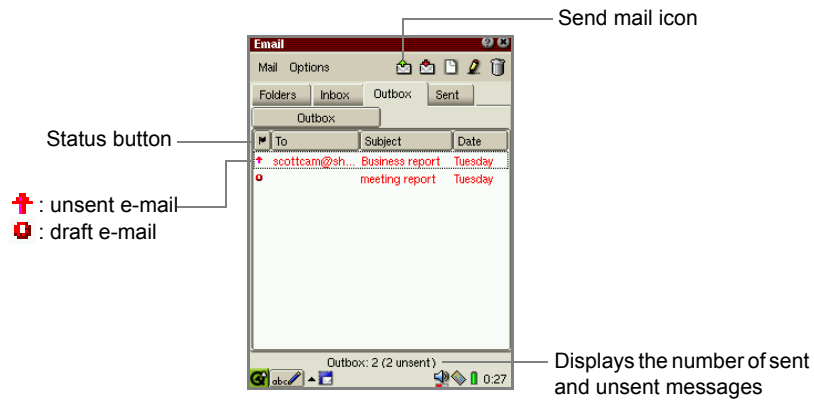 Send mail icon
Email
Mail Options
Folders Inbox Outbox Sent
Outbox
Status button
To Subject Date
scottcam@sh... Business report Tuesday
meeting report Tuesday
: unsent e-mail
: draft e-mail
Outbox: 2 (2 unsent)
Displays the number of sent
and unsent messages
abc 0:27